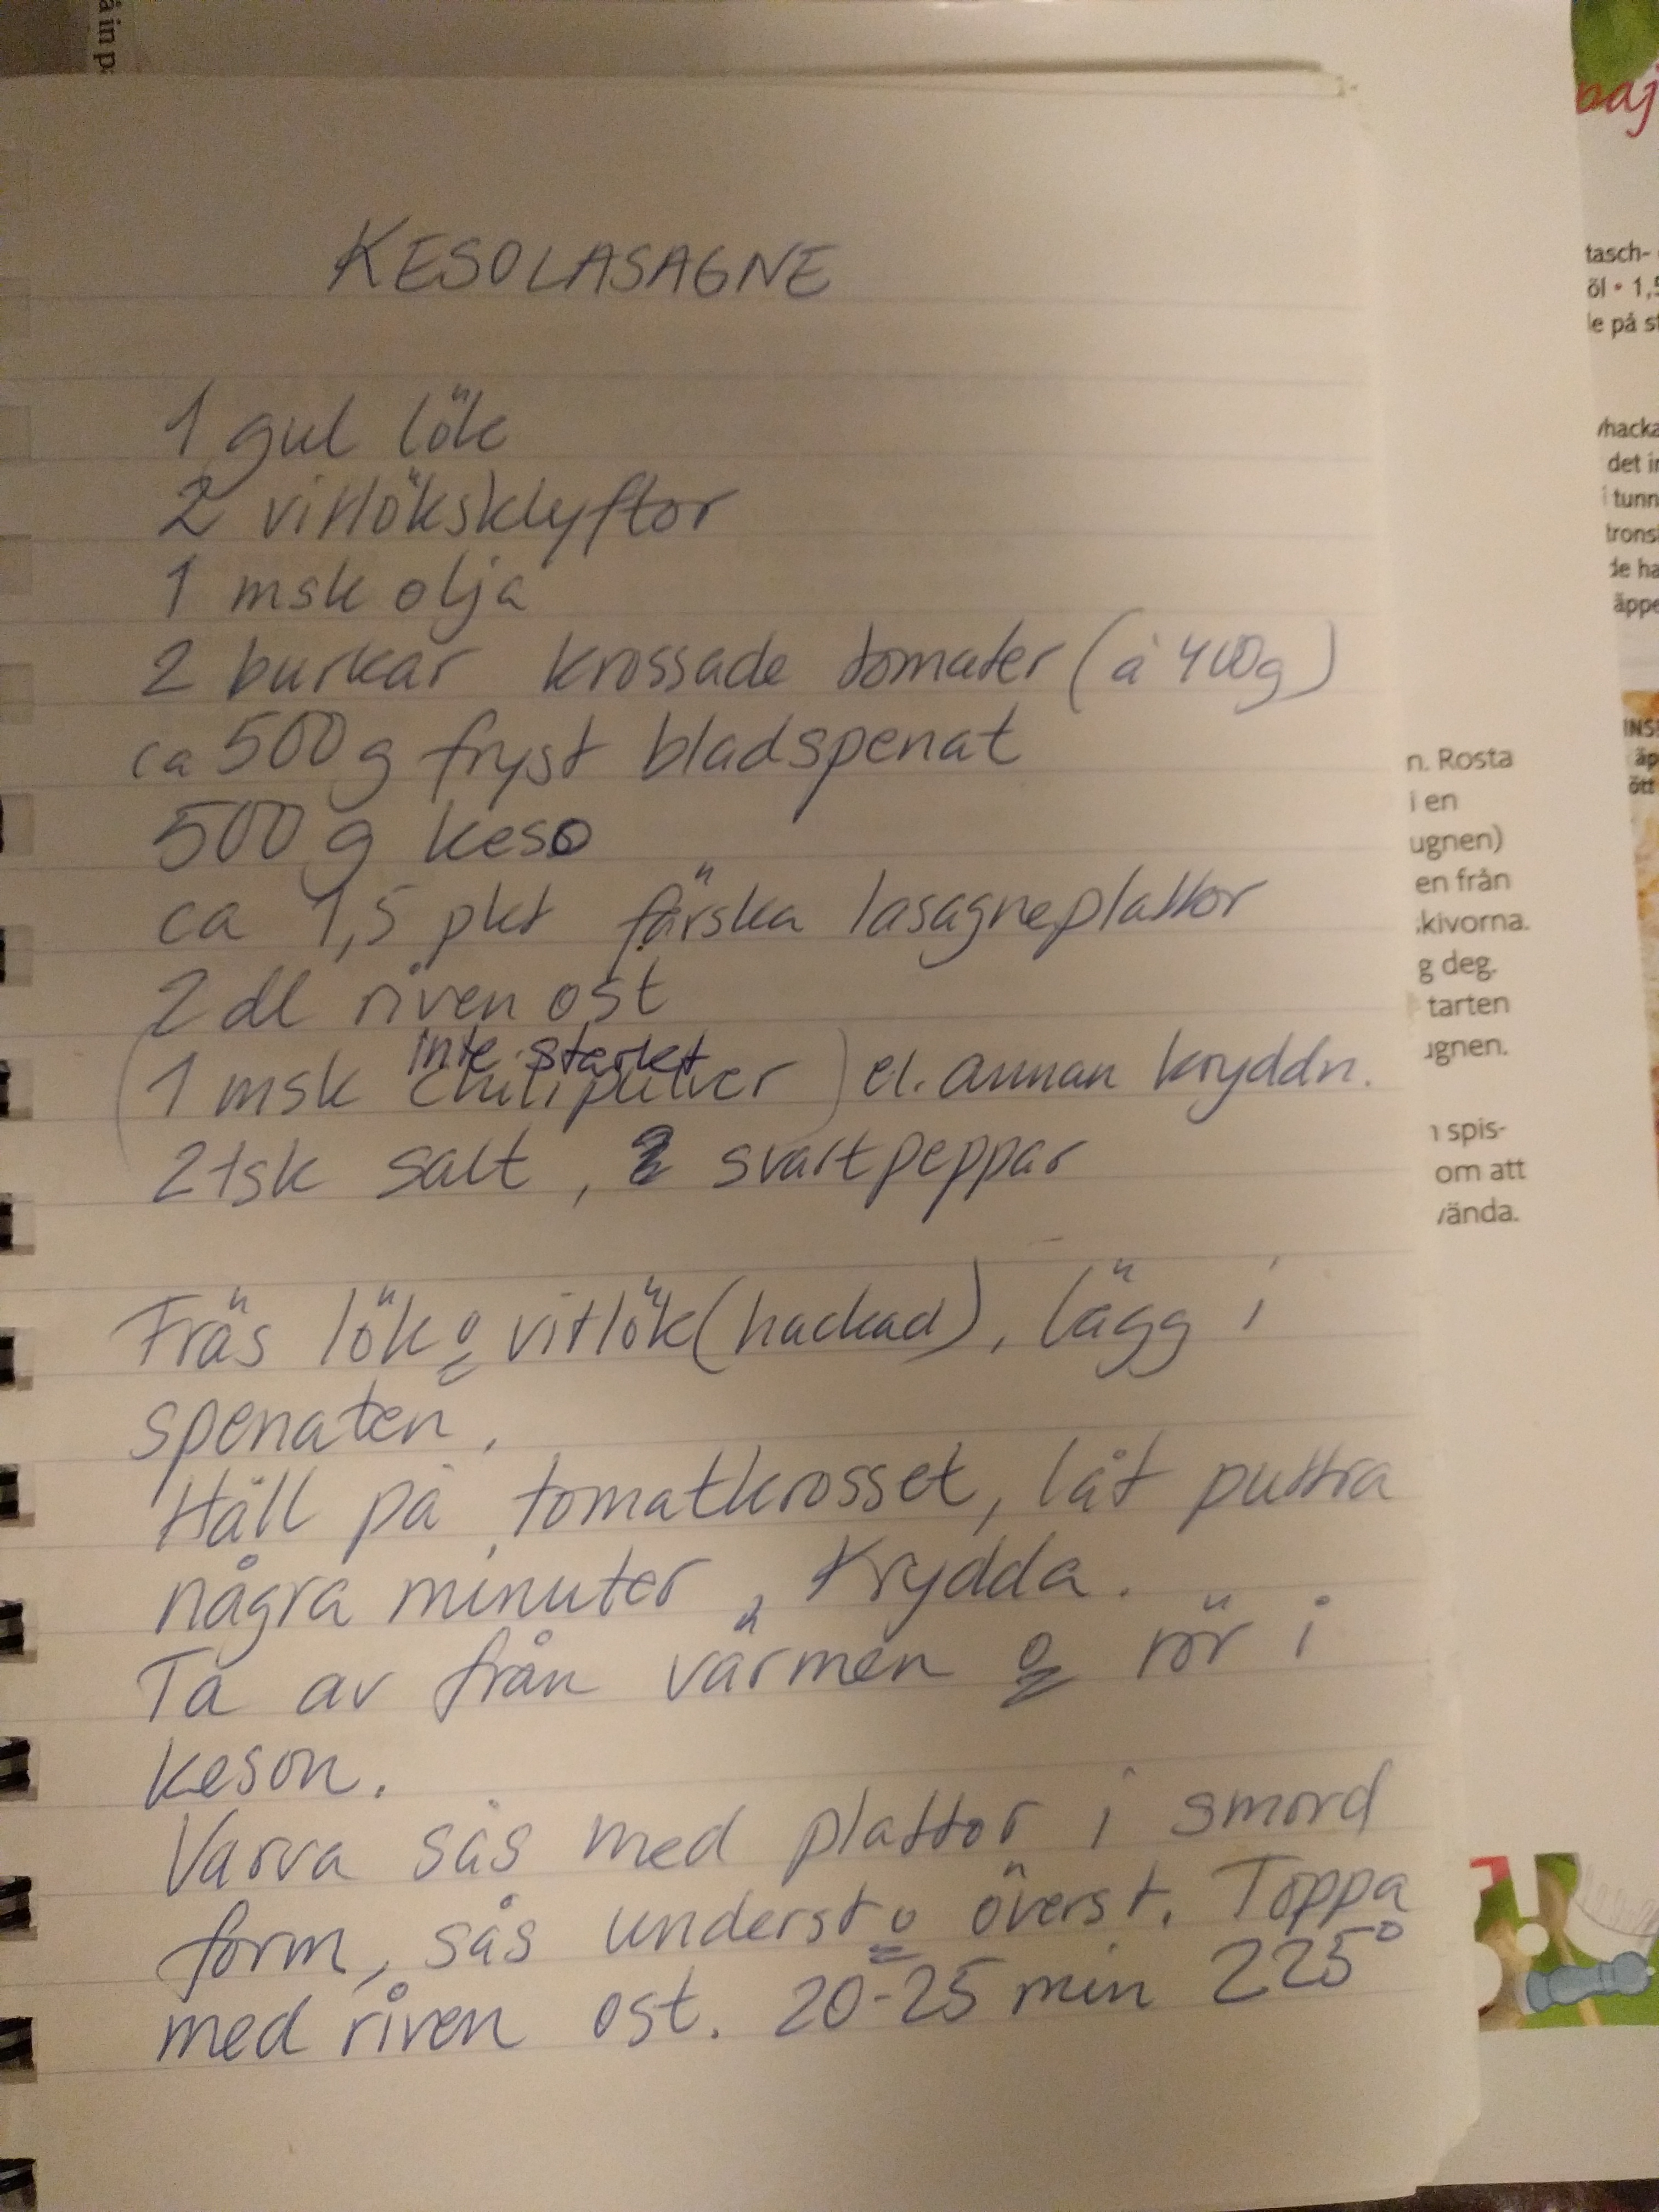 å in p
KESOLASAGNE
1 gul lök
2 vitlöksklyftor
1 msk olja
2 burkar krossade tomater (à 400g)
ca 500 g fryst bladspenat
500 g keso
ca 1,5 pkt färska lasagneplattor
2 dl riven ost
inte starkt
(1 msk chilipulver) el. annan kryddn.
2 tsk salt, svartpeppar
Fräs lök o vitlök (hackad), lägg i
spenaten.
Häll på tomatkrosset, låt puttra
några minuter, Krydda.
Ta av från värmen o rör i
keson.
Varva sås med plattor i smord
form, sås underst o överst. Toppa
med riven ost. 20-25 min 225°
paj
tasch-
öl • 1,5
le på st
hacka
det in
i tunn
trons
de ha
äppe
INS
äp
ött
n. Rosta
i en
ugnen)
en från
kivorna.
g deg.
tarten
ugnen.
spis-
om att
vända.